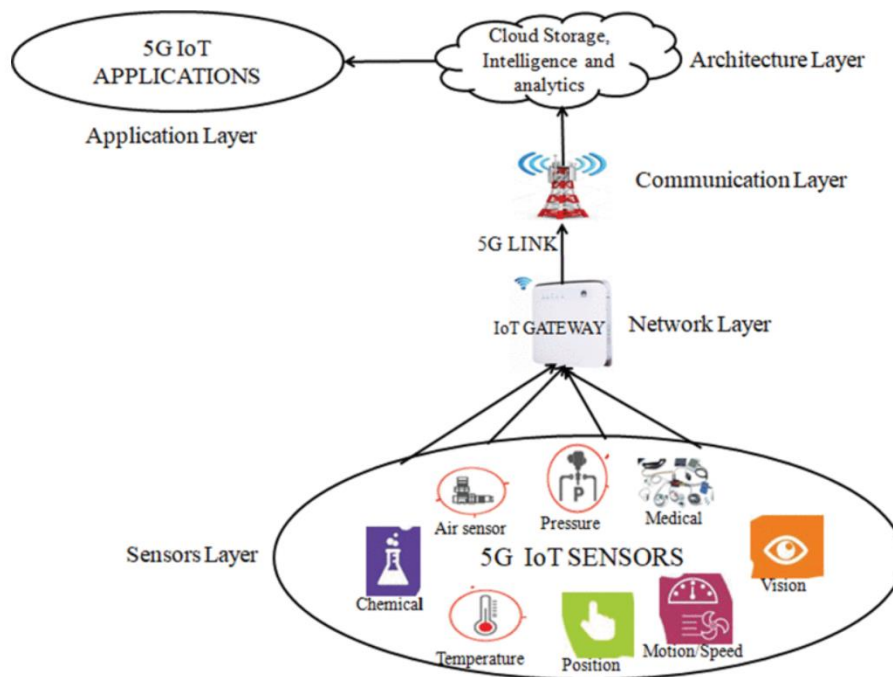 5G IoT
APPLICATIONS
Application Layer
Cloud Storage,
Intelligence and
analytics
Architecture Layer
Communication Layer
5G LINK
IoT GATEWAY
Network Layer
Sensors Layer
Air sensor
Pressure
P
Medical
5G IoT SENSORS
Chemical
Vision
Temperature
Position
Motion/Speed